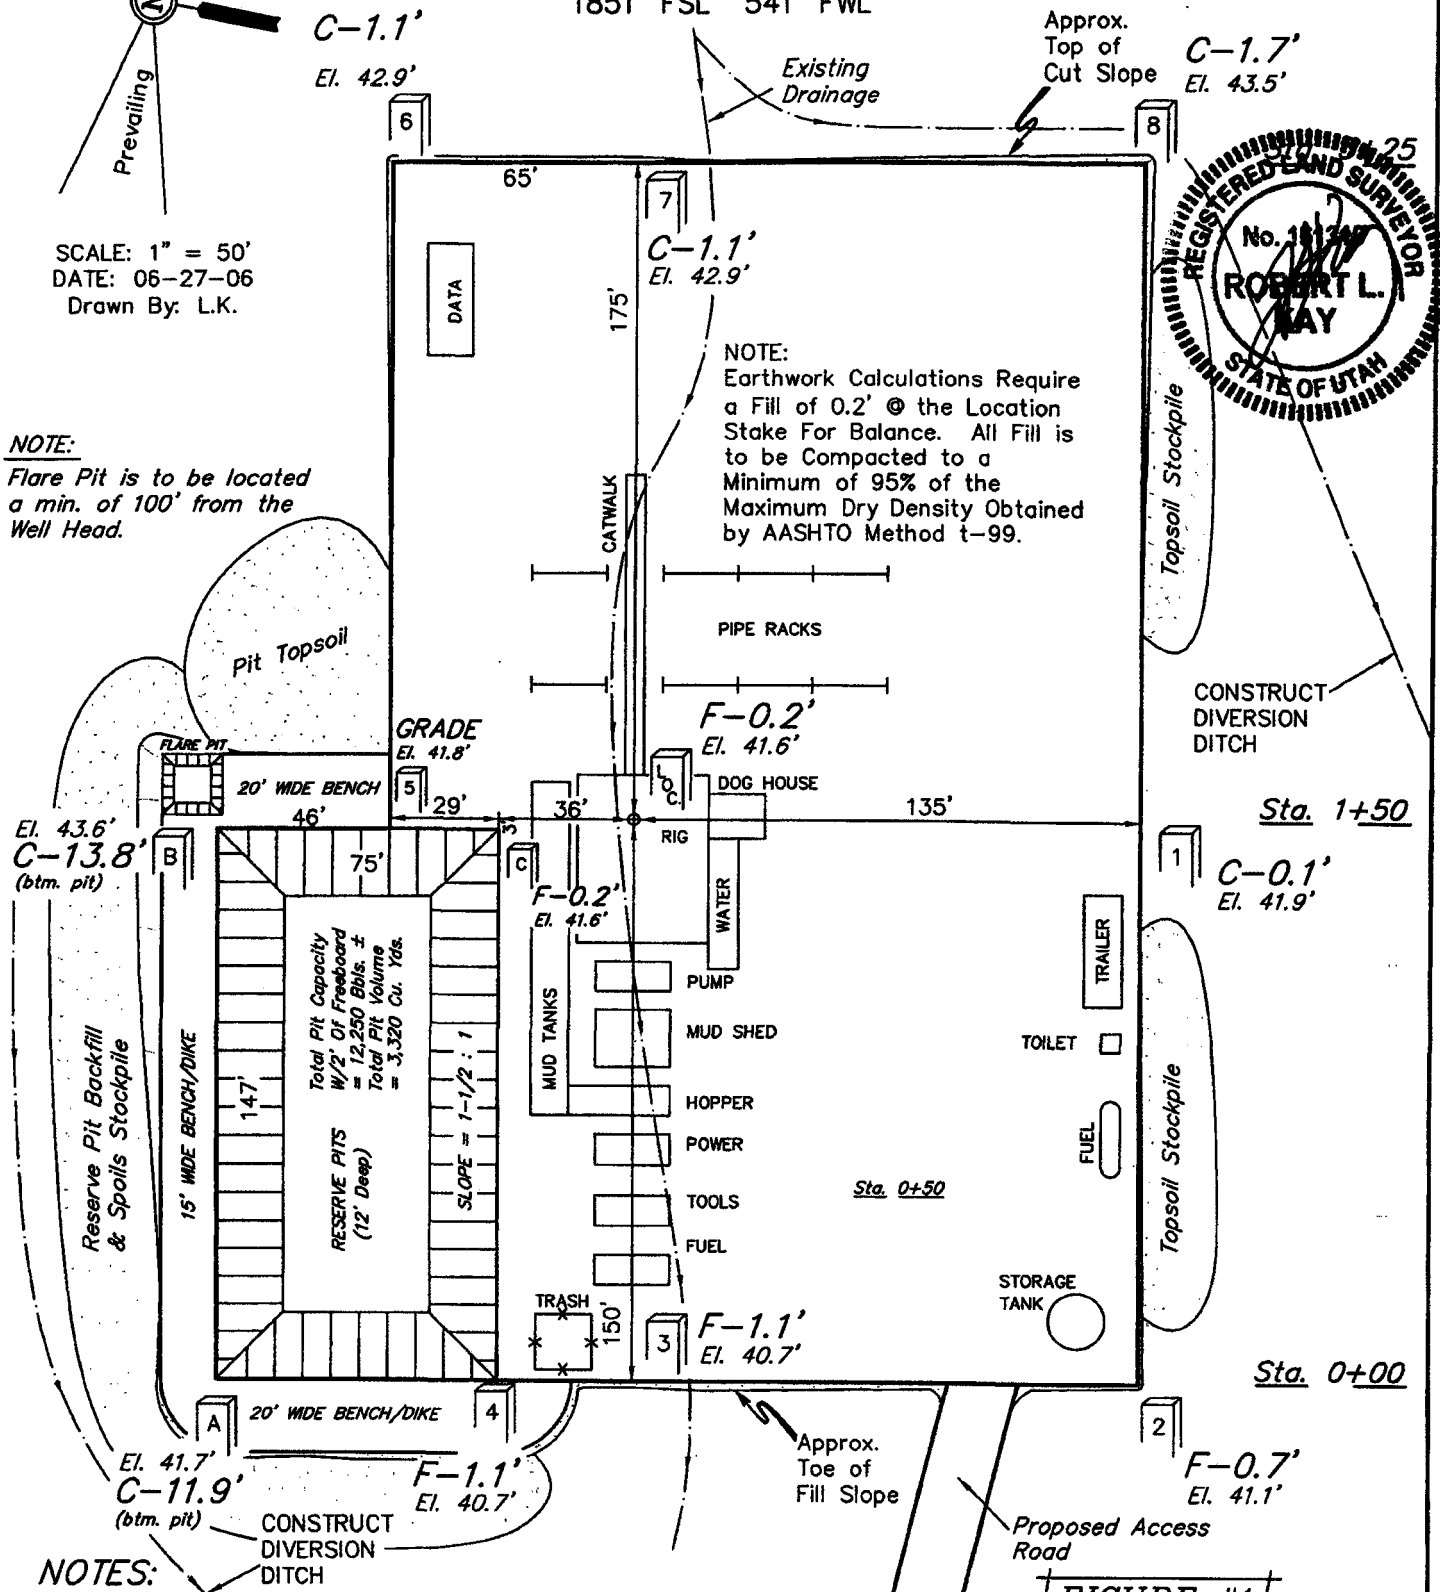 1851' FSL 541' FWL
C-1.1'
El. 42.9'
Prevailing
Existing
Drainage
Approx.
Top of
Cut Slope
C-1.7'
El. 43.5'
6
8
65'
7
C-1.1'
El. 42.9'
175'
25
REGISTERED LAND SURVEYOR
ROBERT L.
KAY
STATE OF UTAH
SCALE: 1" = 50'
DATE: 06-27-06
Drawn By: L.K.
DATA
NOTE:
Earthwork Calculations Require
a Fill of 0.2' @ the Location
Stake For Balance. All Fill is
to be Compacted to a
Minimum of 95% of the
Maximum Dry Density Obtained
by AASHTO Method t-99.
Topsoil Stockpile
NOTE:
Flare Pit is to be located
a min. of 100' from the
Well Head.
CATWALK
PIPE RACKS
Pit Topsoil
CONSTRUCT
DIVERSION
DITCH
GRADE
El. 41.8'
F-0.2'
El. 41.6'
FLARE PIT
20' WIDE BENCH
5
LOC.
DOG HOUSE
46'
29'
3'
36'
RIG
135'
Sta. 1+50
El. 43.6'
C-13.8'
(btm. pit)
B
75'
C
F-0.2'
El. 41.6'
WATER
1
C-0.1'
El. 41.9'
TRAILER
Total Pit Capacity
W/2' Of Freeboard
= 12,250 Bbls. ±
Total Pit Volume
= 3,320 Cu. Yds.
RESERVE PITS
(12' Deep)
SLOPE = 1-1/2 : 1
147'
15' WIDE BENCH/DIKE
Reserve Pit Backfill
& Spoils Stockpile
MUD TANKS
PUMP
MUD SHED
HOPPER
POWER
TOOLS
FUEL
TOILET
FUEL
Sta. 0+50
Topsoil Stockpile
STORAGE
TANK
TRASH
150'
3
F-1.1'
El. 40.7'
Sta. 0+00
A
20' WIDE BENCH/DIKE
4
2
El. 41.7'
C-11.9'
(btm. pit)
F-1.1'
El. 40.7'
Approx.
Toe of
Fill Slope
F-0.7'
El. 41.1'
CONSTRUCT
DIVERSION
DITCH
Proposed Access
Road
NOTES:
FIGURE #1